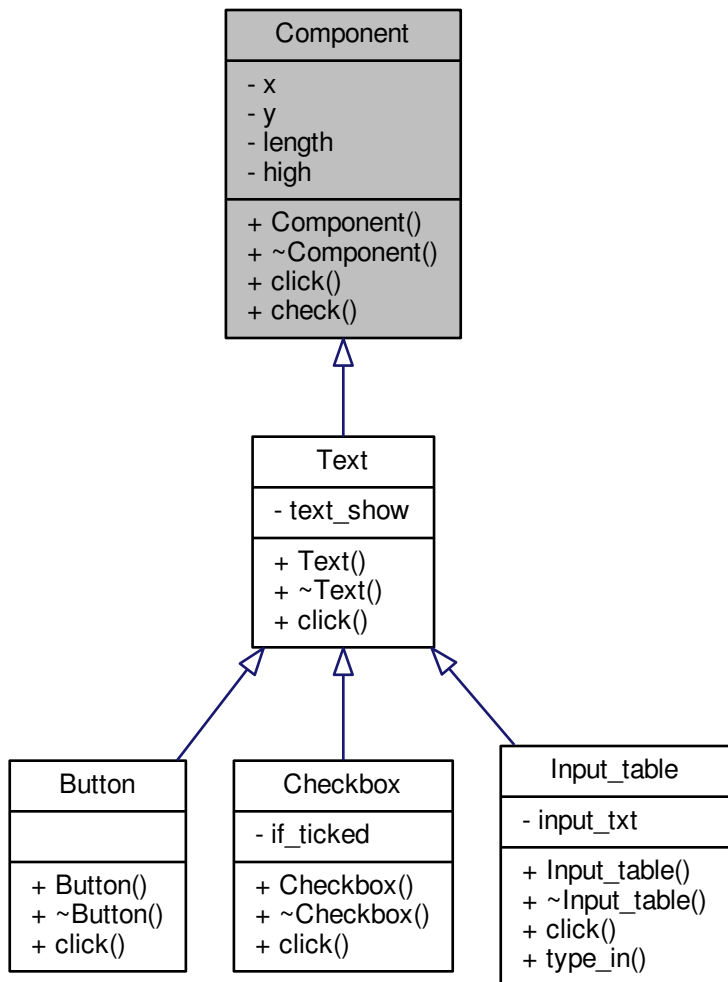 Component
- x
- y
- length
- high
+ Component()
+ ~Component()
+ click()
+ check()
Text
- text_show
+ Text()
+ ~Text()
+ click()
Button
+ Button()
+ ~Button()
+ click()
Checkbox
- if_ticked
+ Checkbox()
+ ~Checkbox()
+ click()
Input_table
- input_txt
+ Input_table()
+ ~Input_table()
+ click()
+ type_in()